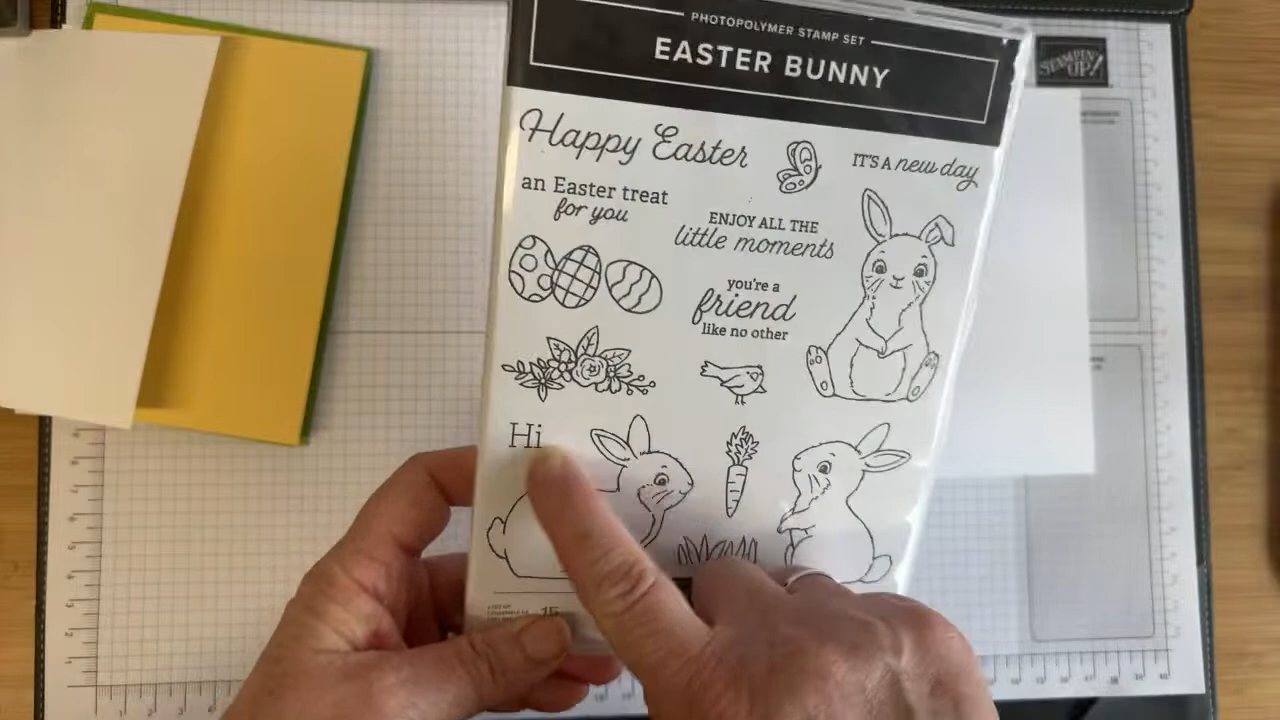 PHOTOPOLYMER STAMP SET
EASTER BUNNY
STAMPIN' UP!
Happy Easter
IT'S A new day
an Easter treat
for you
ENJOY ALL THE
little moments
you're a
friend
like no other
Hi
15